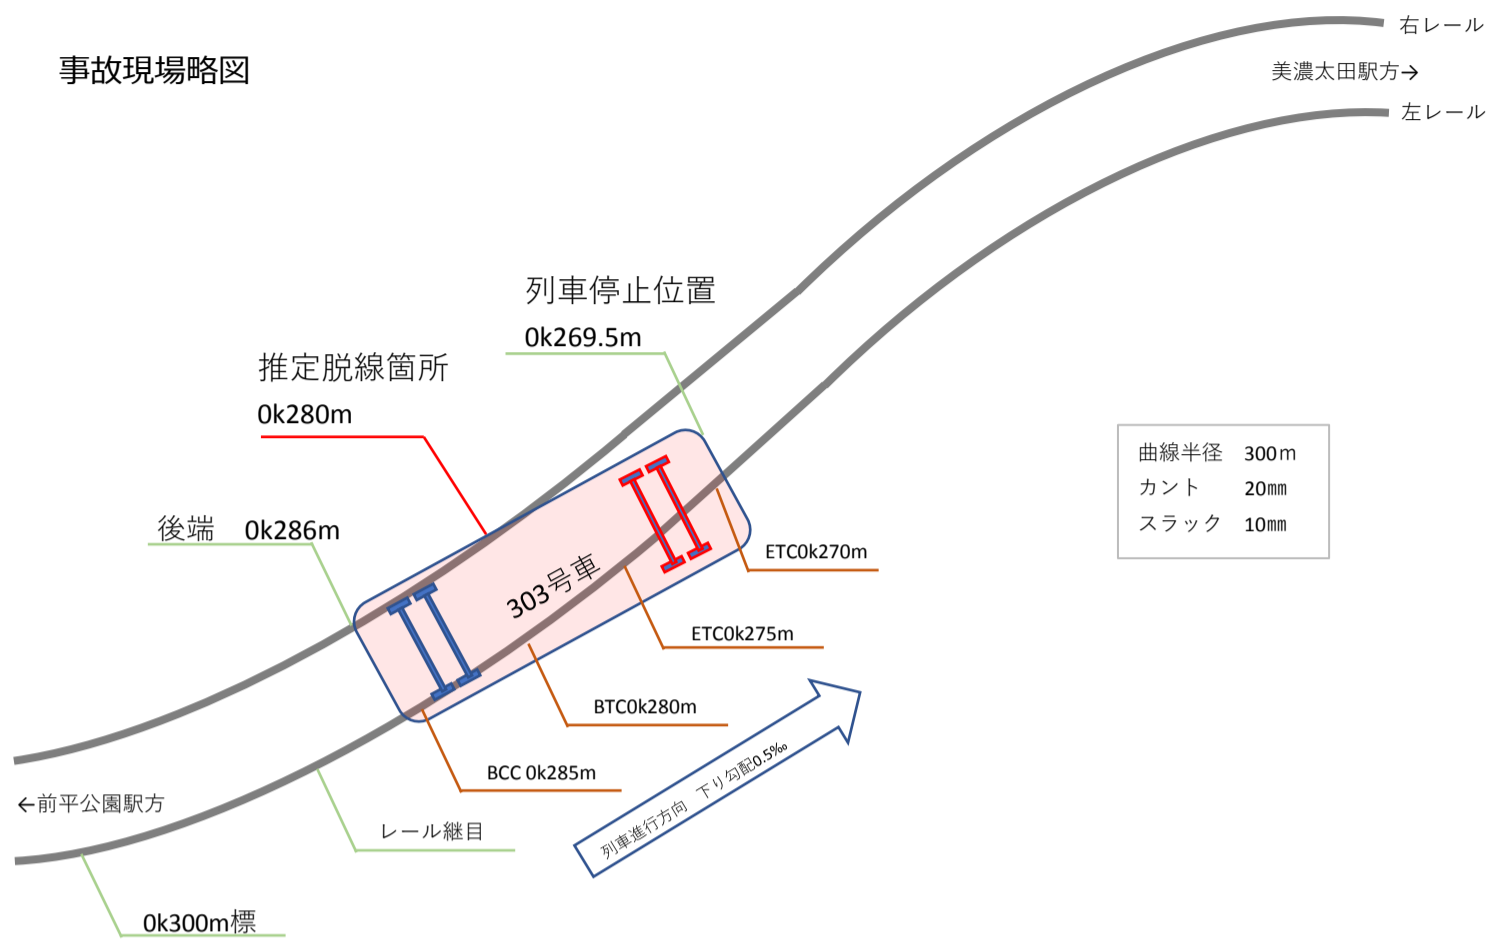 事故現場略図
右レール
美濃太田駅方→
左レール
列車停止位置
0k269.5m
推定脱線箇所
0k280m
後端　0k286m
曲線半径　300m
カント　20㎜
スラック　10㎜
303号車
ETC0k270m
ETC0k275m
BTC0k280m
BCC 0k285m
列車進行方向　下り勾配0.5‰
←前平公園駅方
レール継目
0k300m標